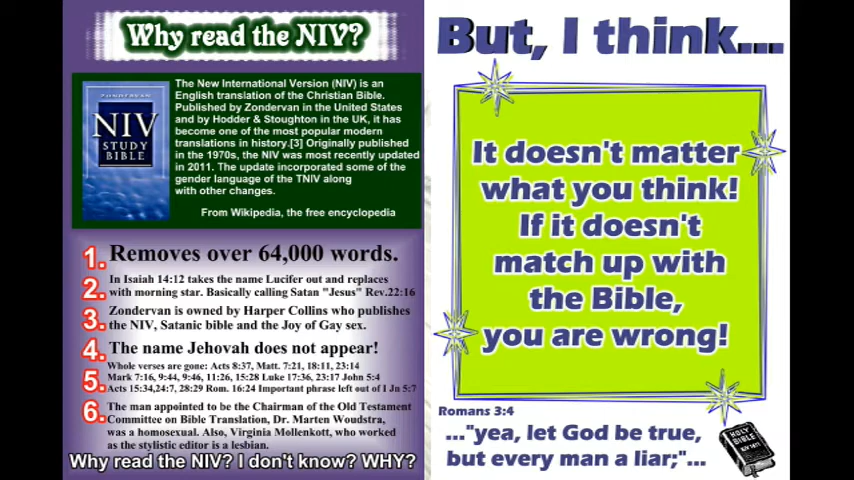 Why read the NIV?
ZONDERVAN
NIV
STUDY
BIBLE
The New International Version (NIV) is an
English translation of the Christian Bible.
Published by Zondervan in the United States
and by Hodder & Stoughton in the UK, it has
become one of the most popular modern
translations in history.[3] Originally published
in the 1970s, the NIV was most recently updated
in 2011. The update incorporated some of the
gender language of the TNIV along
with other changes.
From Wikipedia, the free encyclopedia
1. Removes over 64,000 words.
2. In Isaiah 14:12 takes the name Lucifer out and replaces
with morning star. Basically calling Satan "Jesus" Rev.22:16
3. Zondervan is owned by Harper Collins who publishes
the NIV, Satanic bible and the Joy of Gay sex.
4. The name Jehovah does not appear!
5. Whole verses are gone: Acts 8:37, Matt. 7:21, 18:11, 23:14
Mark 7:16, 9:44, 9:46, 11:26, 15:28 Luke 17:36, 23:17 John 5:4
Acts 15:34,24:7, 28:29 Rom. 16:24 Important phrase left out of I Jn 5:7
6. The man appointed to be the Chairman of the Old Testament
Committee on Bible Translation, Dr. Marten Woudstra,
was a homosexual. Also, Virginia Mollenkott, who worked
as the stylistic editor is a lesbian.
Why read the NIV? I don't know? WHY?
But, I think...
It doesn't matter
what you think!
If it doesn't
match up with
the Bible,
you are wrong!
Romans 3:4
..."yea, let God be true,
but every man a liar;"...
HOLY
BIBLE
KJV 1611